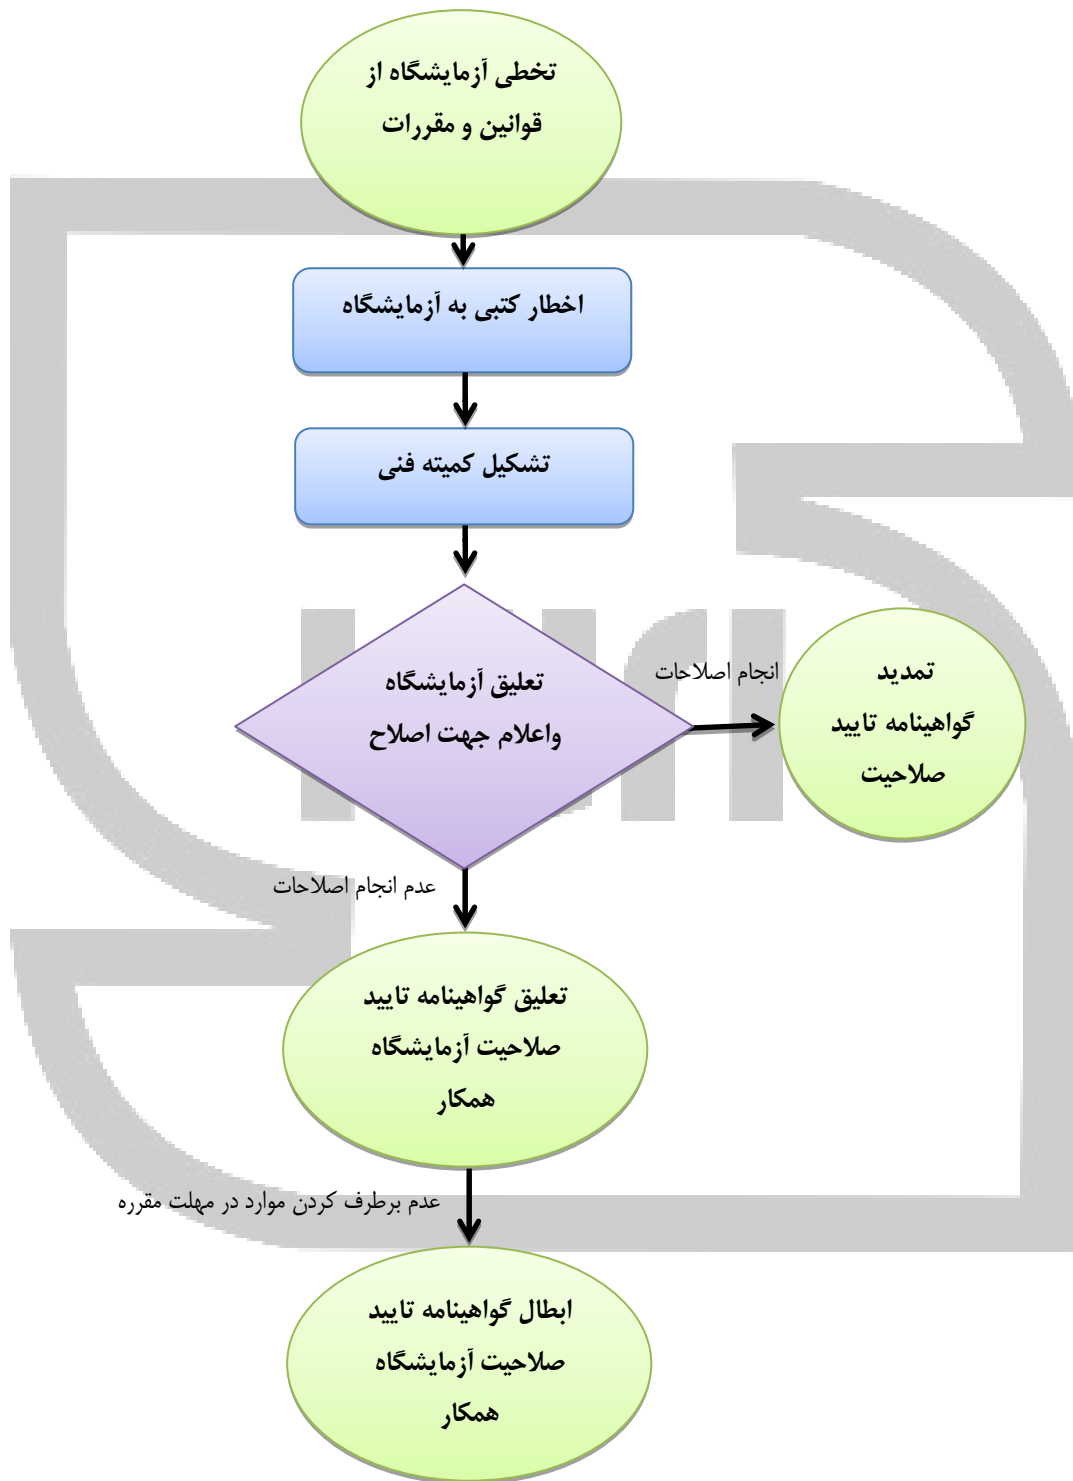 تخطی آزمایشگاه از
قوانین و مقررات
اخطار کتبی به آزمایشگاه
تشکیل کمیته فنی
تعلیق آزمایشگاه
واعلام جهت اصلاح
انجام اصلاحات
تمدید
گواهینامه تایید
صلاحیت
عدم انجام اصلاحات
تعلیق گواهینامه تایید
صلاحیت آزمایشگاه
همکار
عدم برطرف کردن موارد در مهلت مقرره
ابطال گواهینامه تایید
صلاحیت آزمایشگاه
همکار